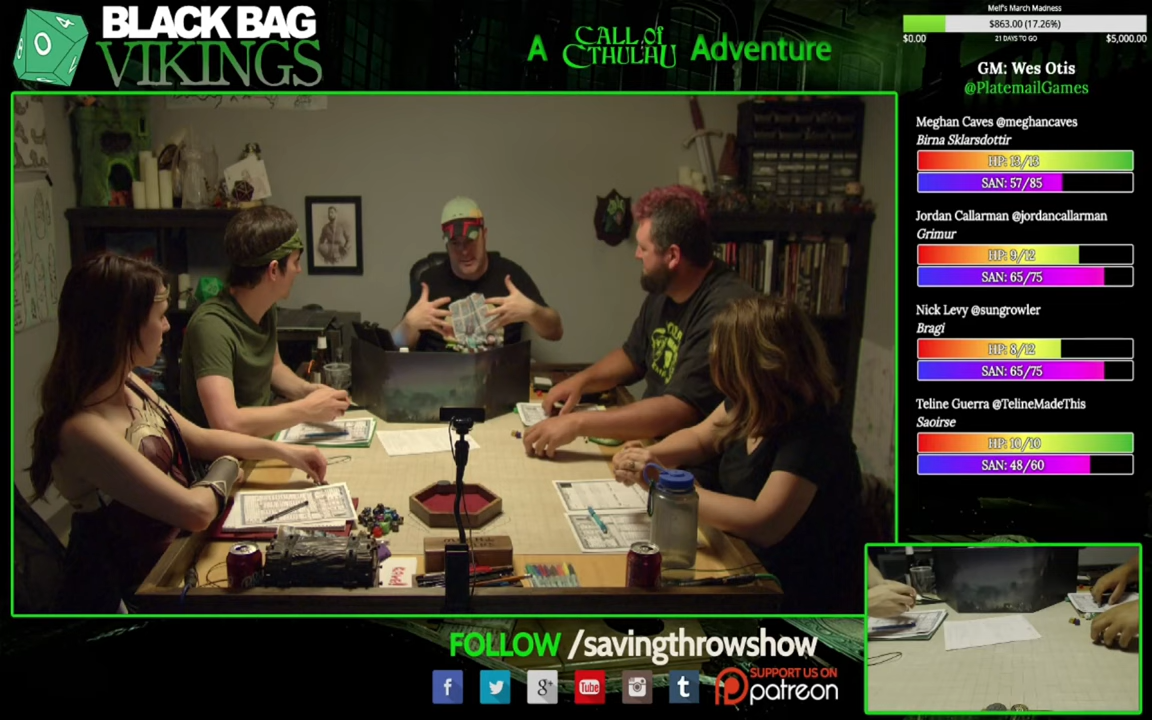 BLACK BAG
VIKINGS
A CALL of CTHULHU Adventure
Melf's March Madness
$863.00 (17.26%)
$0.00 21 DAYS TO GO $5,000.00
GM: Wes Otis
@PlatemailGames
Meghan Caves @meghancaves
Birna Sklarsdottir
HP: 13/13
SAN: 57/85
Jordan Callarman @jordancallarman
Grimur
HP: 9/12
SAN: 65/75
Nick Levy @sungrowler
Bragi
HP: 8/12
SAN: 65/75
Teline Guerra @TelineMadeThis
Saoirse
HP: 10/10
SAN: 48/60
FOLLOW /savingthrowshow
f g+ You Tube t
SUPPORT US ON
patreon